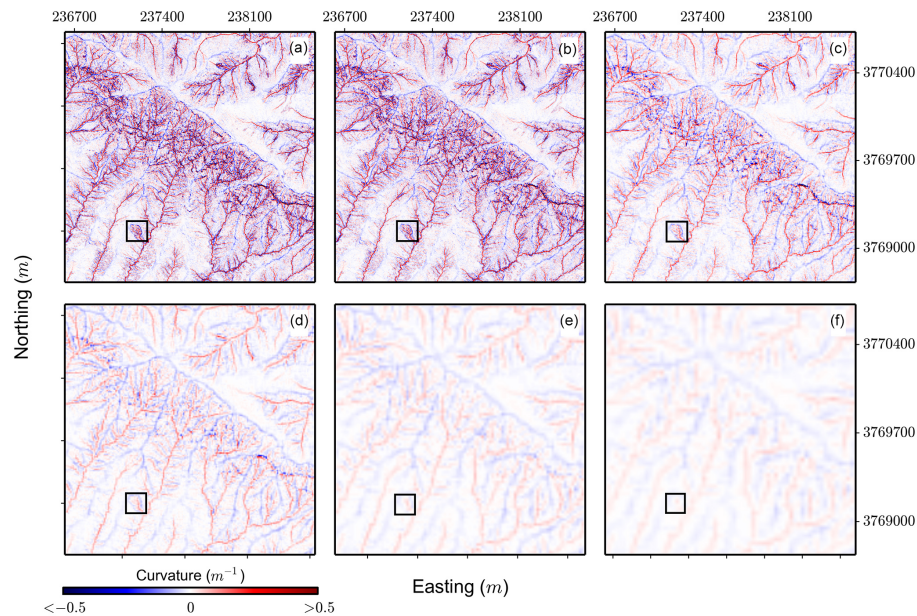 236700 237400 238100 236700 237400 238100 236700 237400 238100
(a) (b) (c)
3770400
3769700
3769000
Northing (m)
(d) (e) (f)
3770400
3769700
3769000
Curvature (m⁻¹)
<−0.5 0 >0.5
Easting (m)